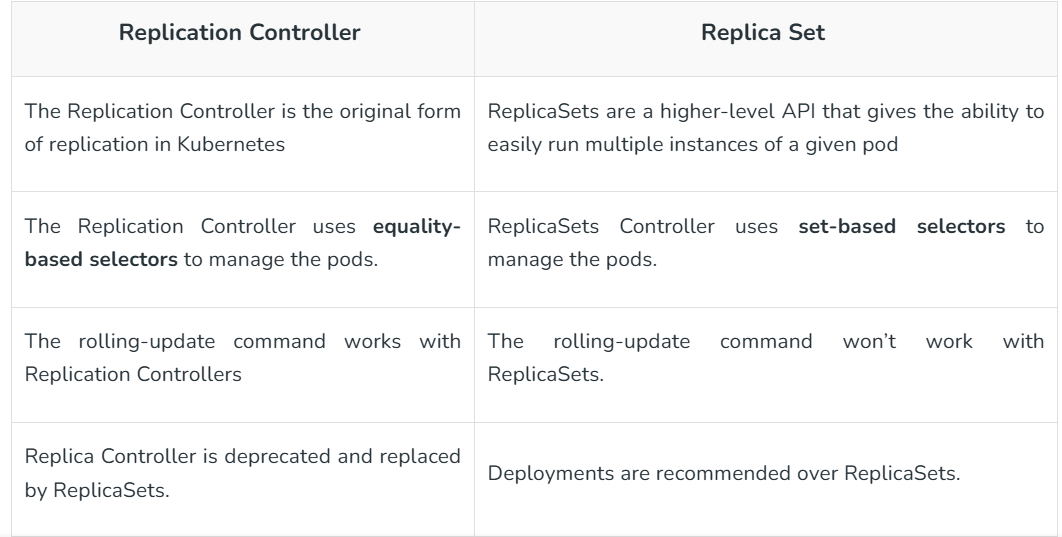 Replication Controller
Replica Set
The Replication Controller is the original form
of replication in Kubernetes
ReplicaSets are a higher-level API that gives the ability to
easily run multiple instances of a given pod
The Replication Controller uses equality-
based selectors to manage the pods.
ReplicaSets Controller uses set-based selectors to
manage the pods.
The rolling-update command works with
Replication Controllers
The rolling-update command won’t work with
ReplicaSets.
Replica Controller is deprecated and replaced
by ReplicaSets.
Deployments are recommended over ReplicaSets.